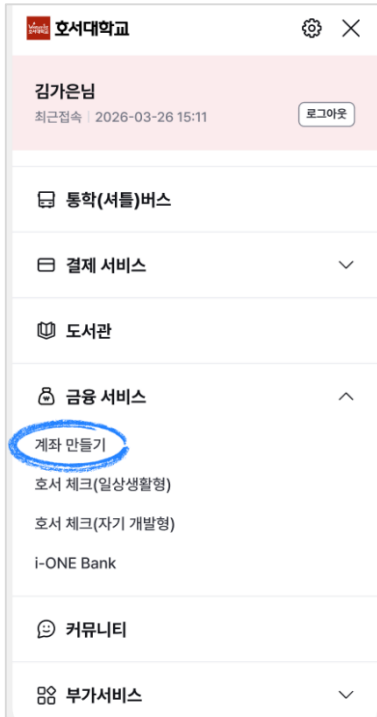 호서대학교
김가은님
최근접속 | 2026-03-26 15:11
로그아웃
통학(셔틀)버스
결제 서비스
도서관
금융 서비스
계좌 만들기
호서 체크(일상생활형)
호서 체크(자기 개발형)
i-ONE Bank
커뮤니티
부가서비스